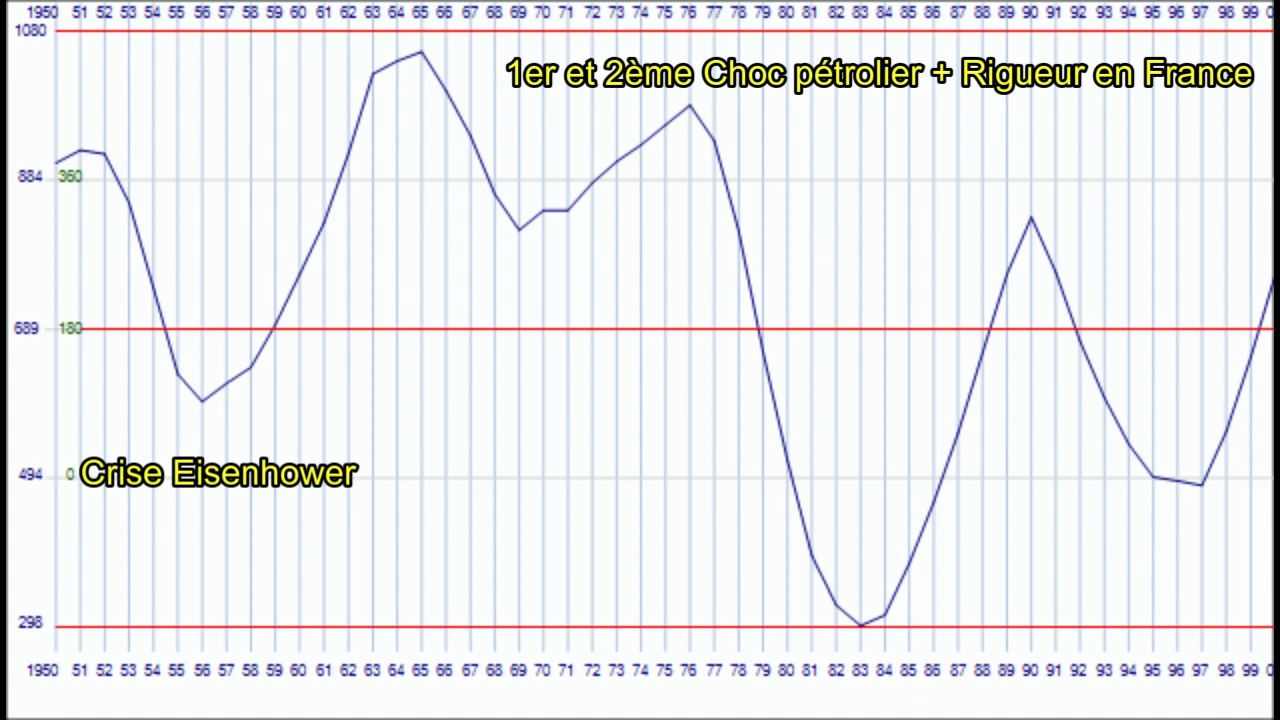 1950 51 52 53 54 55 56 57 58 59 60 61 62 63 64 65 66 67 68 69 70 71 72 73 74 75 76 77 78 79 80 81 82 83 84 85 86 87 88 89 90 91 92 93 94 95 96 97 98 99
1080
1er et 2ème Choc pétrolier + Rigueur en France
884 360
689 180
494 0 Crise Eisenhower
298
1950 51 52 53 54 55 56 57 58 59 60 61 62 63 64 65 66 67 68 69 70 71 72 73 74 75 76 77 78 79 80 81 82 83 84 85 86 87 88 89 90 91 92 93 94 95 96 97 98 99